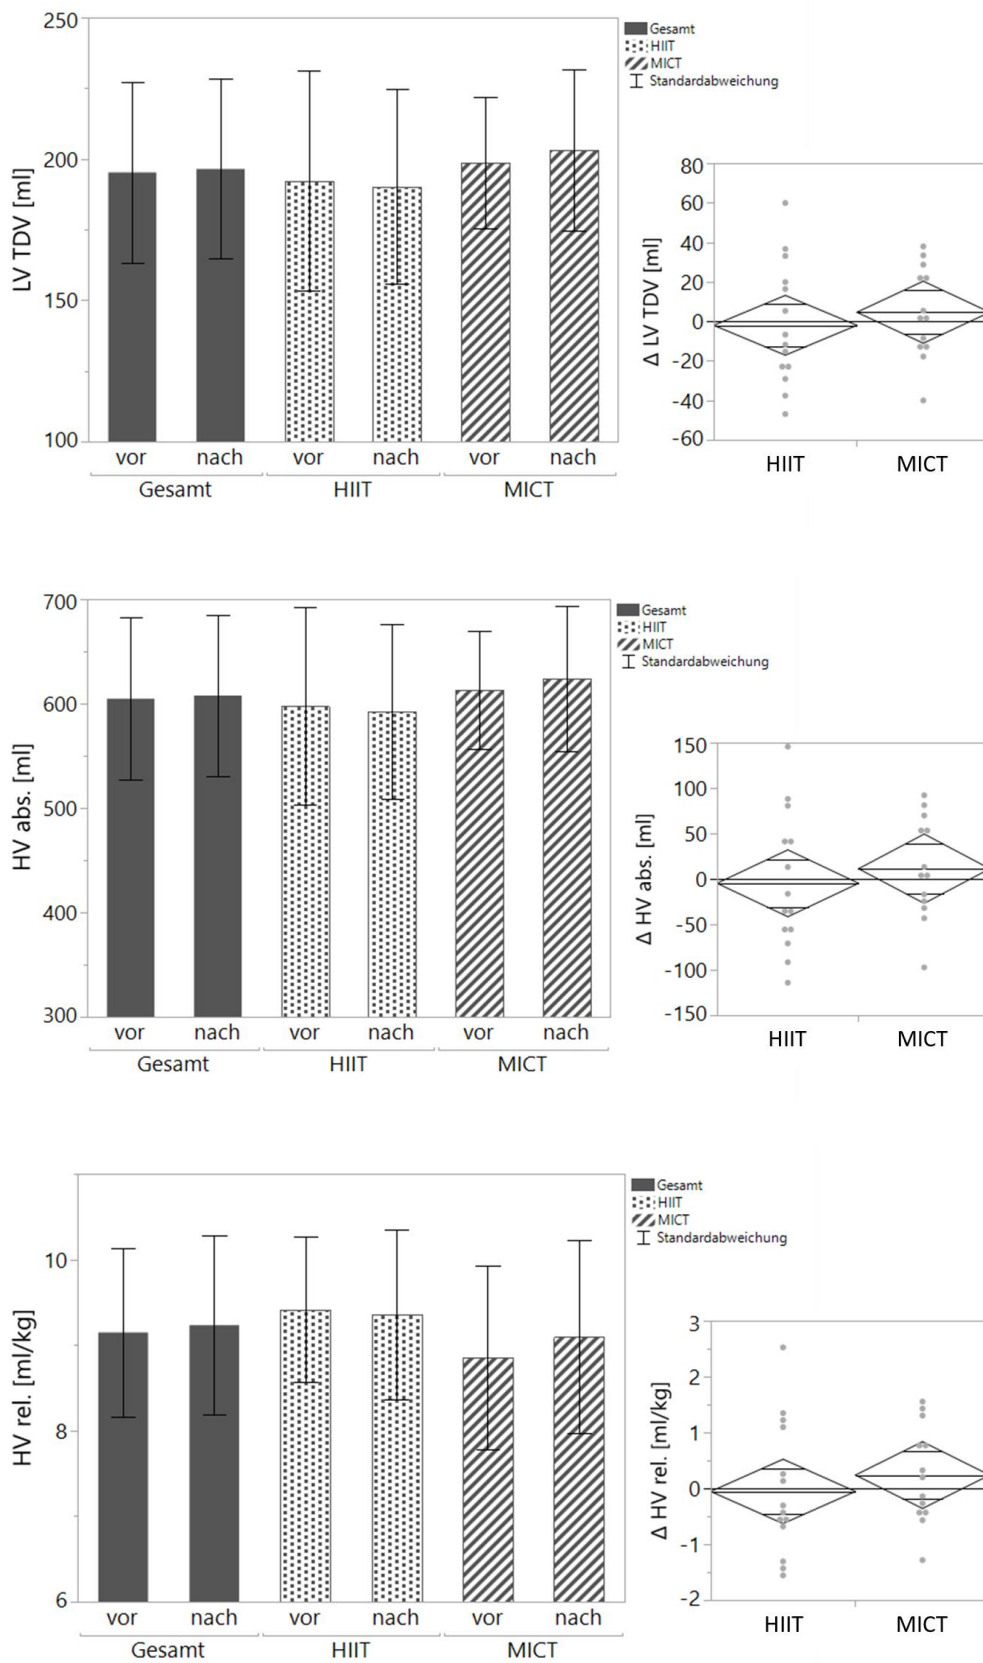 250
200
150
100
LV TDV [ml]
vor nach vor nach vor nach
Gesamt HIIT MICT
Gesamt
HIIT
MICT
Standardabweichung
80
60
40
20
0
-20
-40
-60
Δ LV TDV [ml]
HIIT MICT
700
600
500
400
300
HV abs. [ml]
vor nach vor nach vor nach
Gesamt HIIT MICT
Gesamt
HIIT
MICT
Standardabweichung
150
100
50
0
-50
-100
-150
Δ HV abs. [ml]
HIIT MICT
10
8
6
HV rel. [ml/kg]
vor nach vor nach vor nach
Gesamt HIIT MICT
Gesamt
HIIT
MICT
Standardabweichung
3
2
1
0
-1
-2
Δ HV rel. [ml/kg]
HIIT MICT